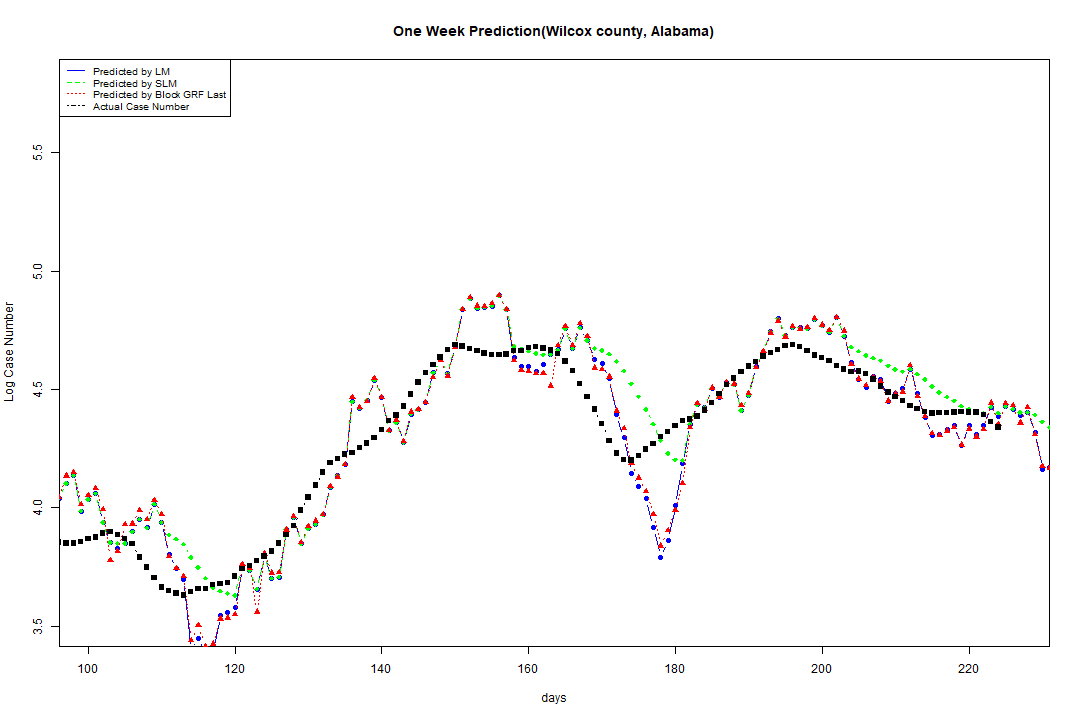 One Week Prediction(Wilcox county, Alabama)
Predicted by LM
Predicted by SLM
Predicted by Block GRF Last
Actual Case Number
Log Case Number
5.5
5.0
4.5
4.0
3.5
100 120 140 160 180 200 220
days